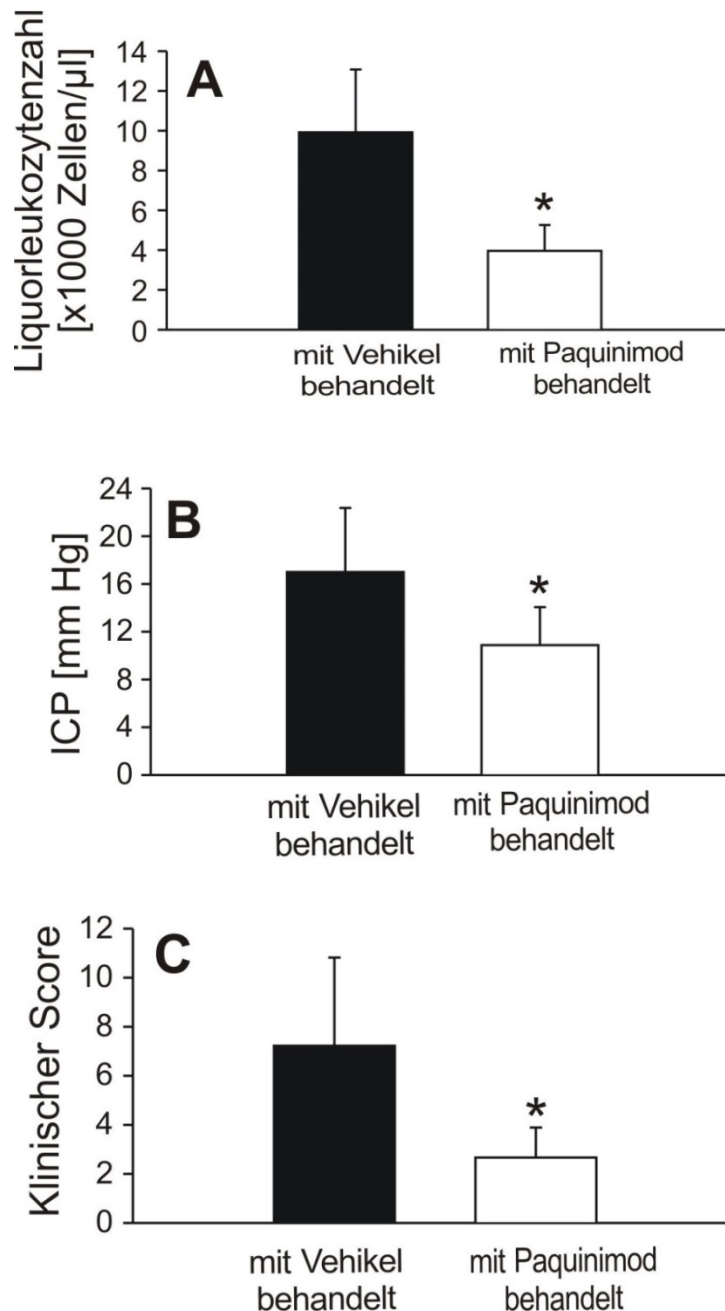 A
Liquorleukozytenzahl
[x1000 Zellen/µl]
14
12
10
8
6
4
2
0
*
mit Vehikel
behandelt
mit Paquinimod
behandelt
B
ICP [mm Hg]
24
20
16
12
8
4
0
*
mit Vehikel
behandelt
mit Paquinimod
behandelt
C
Klinischer Score
12
10
8
6
4
2
0
*
mit Vehikel
behandelt
mit Paquinimod
behandelt